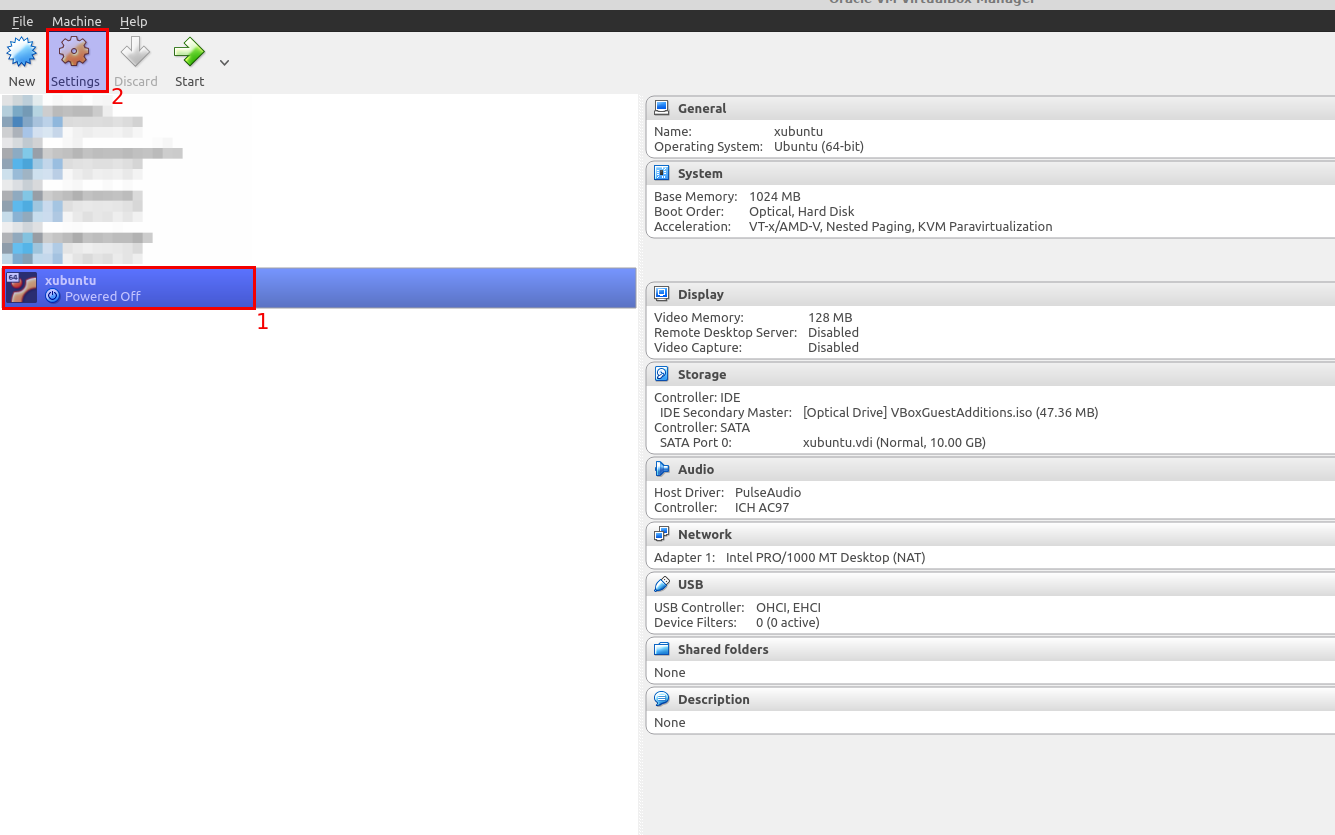 Oracle VM VirtualBox Manager
File Machine Help
New Settings Discard Start
2
xubuntu
64
Powered Off
1
General
Name: xubuntu
Operating System: Ubuntu (64-bit)
System
Base Memory: 1024 MB
Boot Order: Optical, Hard Disk
Acceleration: VT-x/AMD-V, Nested Paging, KVM Paravirtualization
Display
Video Memory: 128 MB
Remote Desktop Server: Disabled
Video Capture: Disabled
Storage
Controller: IDE
IDE Secondary Master: [Optical Drive] VBoxGuestAdditions.iso (47.36 MB)
Controller: SATA
SATA Port 0: xubuntu.vdi (Normal, 10.00 GB)
Audio
Host Driver: PulseAudio
Controller: ICH AC97
Network
Adapter 1: Intel PRO/1000 MT Desktop (NAT)
USB
USB Controller: OHCI, EHCI
Device Filters: 0 (0 active)
Shared folders
None
Description
None